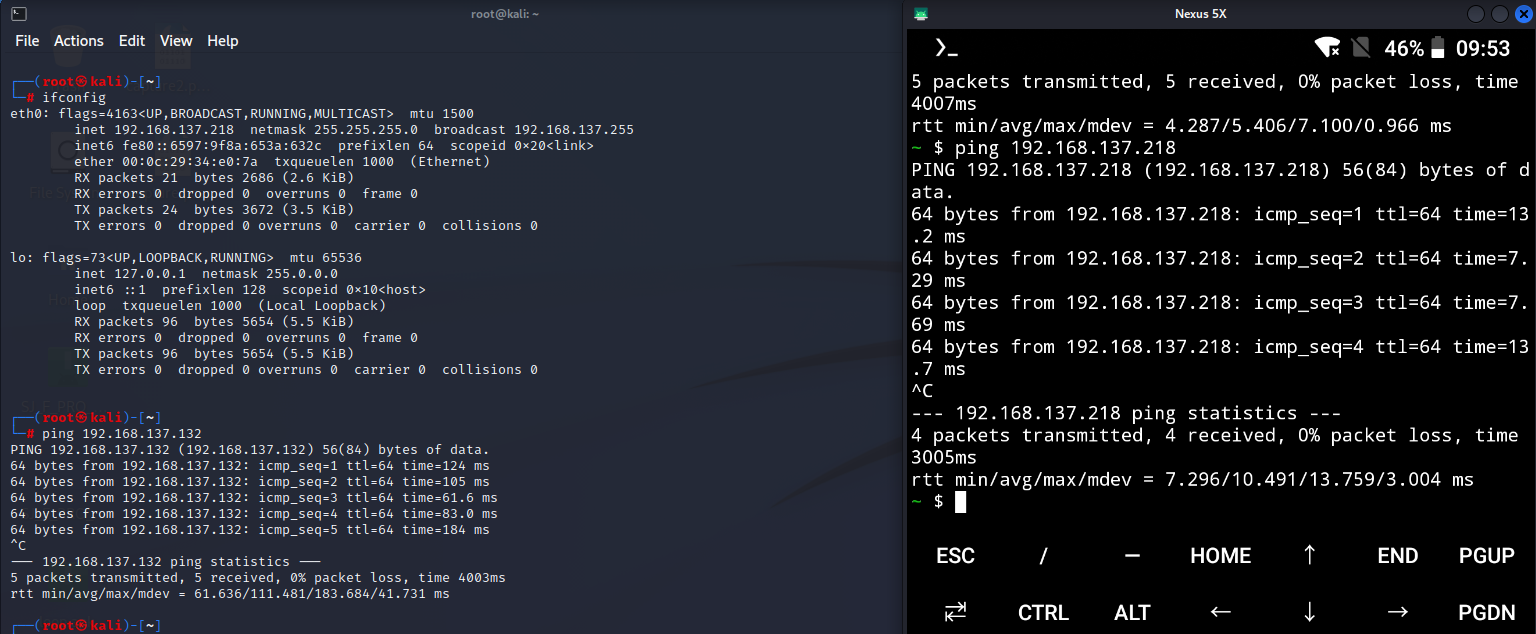 root@kali: ~
File Actions Edit View Help
┌──(root㉿kali)-[~]
└─# ifconfig
eth0: flags=4163<UP,BROADCAST,RUNNING,MULTICAST>  mtu 1500
        inet 192.168.137.218  netmask 255.255.255.0  broadcast 192.168.137.255
        inet6 fe80::6597:9f8a:653a:632c  prefixlen 64  scopeid 0×20<link>
        ether 00:0c:29:34:e0:7a  txqueuelen 1000  (Ethernet)
        RX packets 21  bytes 2686 (2.6 KiB)
        RX errors 0  dropped 0  overruns 0  frame 0
        TX packets 24  bytes 3672 (3.5 KiB)
        TX errors 0  dropped 0 overruns 0  carrier 0  collisions 0
lo: flags=73<UP,LOOPBACK,RUNNING>  mtu 65536
        inet 127.0.0.1  netmask 255.0.0.0
        inet6 ::1  prefixlen 128  scopeid 0×10<host>
        loop  txqueuelen 1000  (Local Loopback)
        RX packets 96  bytes 5654 (5.5 KiB)
        RX errors 0  dropped 0  overruns 0  frame 0
        TX packets 96  bytes 5654 (5.5 KiB)
        TX errors 0  dropped 0 overruns 0  carrier 0  collisions 0
┌──(root㉿kali)-[~]
└─# ping 192.168.137.132
PING 192.168.137.132 (192.168.137.132) 56(84) bytes of data.
64 bytes from 192.168.137.132: icmp_seq=1 ttl=64 time=124 ms
64 bytes from 192.168.137.132: icmp_seq=2 ttl=64 time=105 ms
64 bytes from 192.168.137.132: icmp_seq=3 ttl=64 time=61.6 ms
64 bytes from 192.168.137.132: icmp_seq=4 ttl=64 time=83.0 ms
64 bytes from 192.168.137.132: icmp_seq=5 ttl=64 time=184 ms
^C
--- 192.168.137.132 ping statistics ---
5 packets transmitted, 5 received, 0% packet loss, time 4003ms
rtt min/avg/max/mdev = 61.636/111.481/183.684/41.731 ms
┌──(root㉿kali)-[~]
Nexus 5X
46% 09:53
5 packets transmitted, 5 received, 0% packet loss, time
4007ms
rtt min/avg/max/mdev = 4.287/5.406/7.100/0.966 ms
~ $ ping 192.168.137.218
PING 192.168.137.218 (192.168.137.218) 56(84) bytes of d
ata.
64 bytes from 192.168.137.218: icmp_seq=1 ttl=64 time=13
.2 ms
64 bytes from 192.168.137.218: icmp_seq=2 ttl=64 time=7.
29 ms
64 bytes from 192.168.137.218: icmp_seq=3 ttl=64 time=7.
69 ms
64 bytes from 192.168.137.218: icmp_seq=4 ttl=64 time=13
.7 ms
^C
--- 192.168.137.218 ping statistics ---
4 packets transmitted, 4 received, 0% packet loss, time
3005ms
rtt min/avg/max/mdev = 7.296/10.491/13.759/3.004 ms
~ $
ESC / — HOME ↑ END PGUP
⇄ CTRL ALT ← ↓ → PGDN